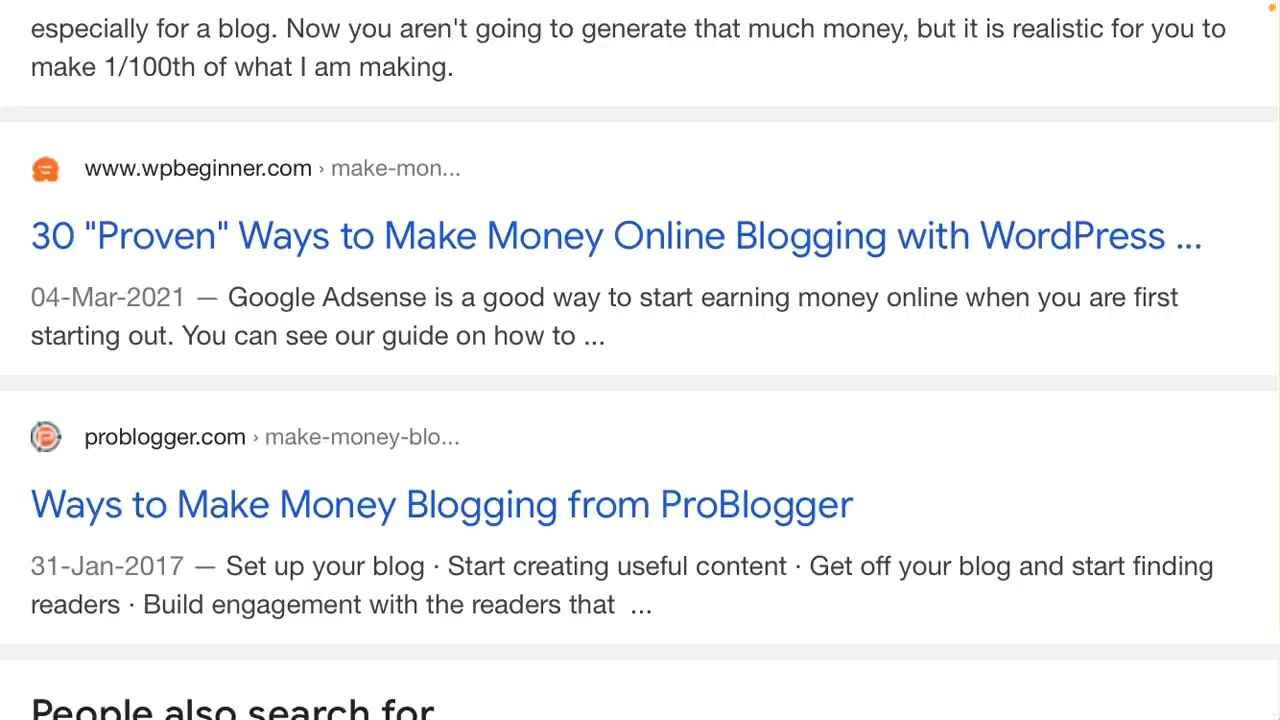 especially for a blog. Now you aren't going to generate that much money, but it is realistic for you to
make 1/100th of what I am making.
www.wpbeginner.com › make-mon...
30 "Proven" Ways to Make Money Online Blogging with WordPress ...
04-Mar-2021 — Google Adsense is a good way to start earning money online when you are first
starting out. You can see our guide on how to ...
problogger.com › make-money-blo...
Ways to Make Money Blogging from ProBlogger
31-Jan-2017 — Set up your blog · Start creating useful content · Get off your blog and start finding
readers · Build engagement with the readers that ...
People also search for